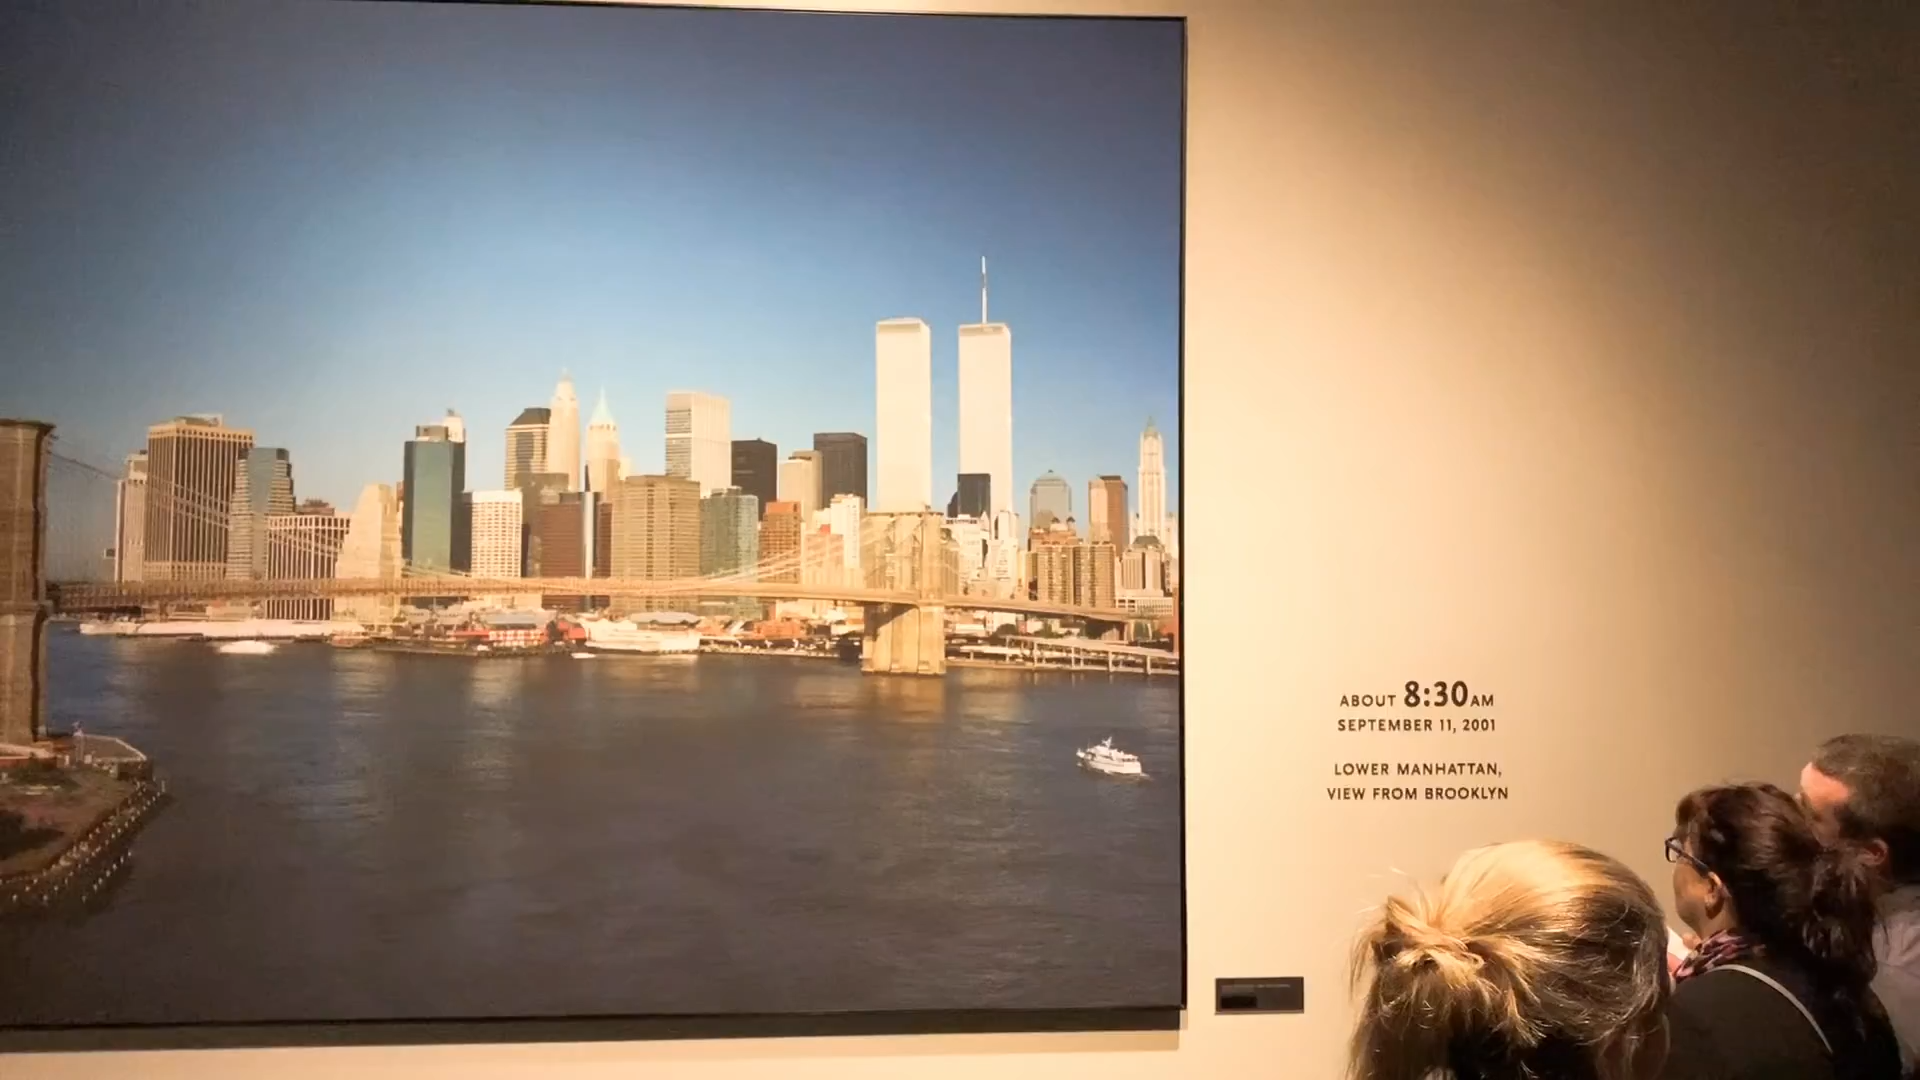 ABOUT 8:30AM
SEPTEMBER 11, 2001
LOWER MANHATTAN,
VIEW FROM BROOKLYN